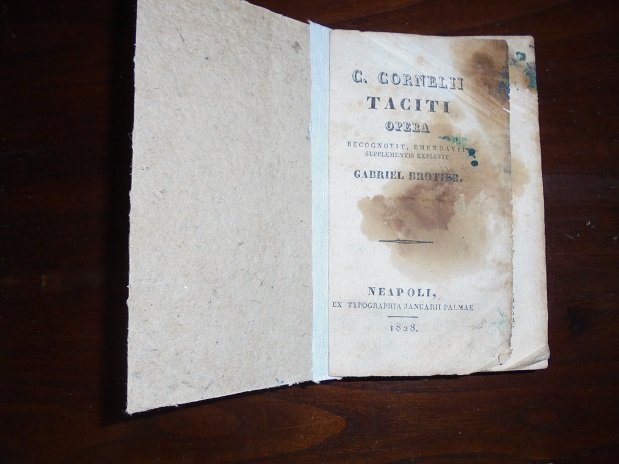 C. CORNELII
TACITI
OPERA
RECOGNOVIT, EMENDAVIT
SUPPLEMENTIS EXPLEVIT,
GABRIEL BROTIER.
NEAPOLI,
EX TYPOGRAPHIA JANUARII PALMAE
1828.